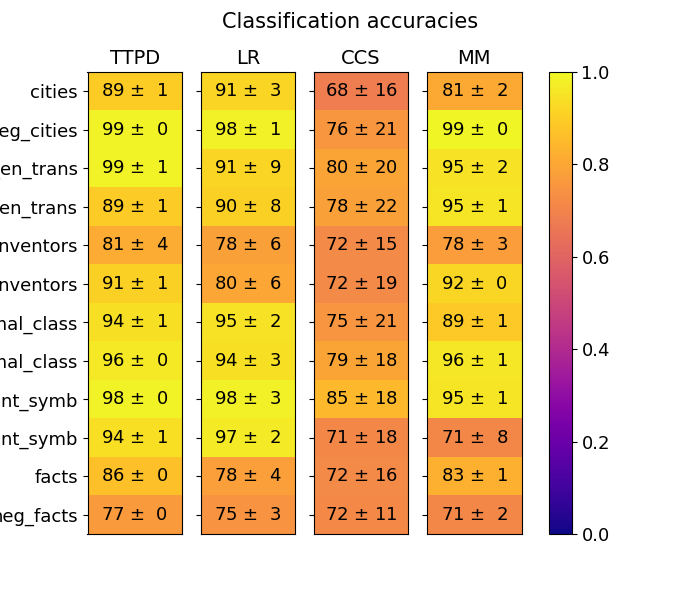 Classification accuracies
TTPD LR CCS MM
cities 89 ± 1 91 ± 3 68 ± 16 81 ± 2
eg_cities 99 ± 0 98 ± 1 76 ± 21 99 ± 0
en_trans 99 ± 1 91 ± 9 80 ± 20 95 ± 2
en_trans 89 ± 1 90 ± 8 78 ± 22 95 ± 1
nventors 81 ± 4 78 ± 6 72 ± 15 78 ± 3
nventors 91 ± 1 80 ± 6 72 ± 19 92 ± 0
nal_class 94 ± 1 95 ± 2 75 ± 21 89 ± 1
nal_class 96 ± 0 94 ± 3 79 ± 18 96 ± 1
nt_symb 98 ± 0 98 ± 3 85 ± 18 95 ± 1
nt_symb 94 ± 1 97 ± 2 71 ± 18 71 ± 8
facts 86 ± 0 78 ± 4 72 ± 16 83 ± 1
neg_facts 77 ± 0 75 ± 3 72 ± 11 71 ± 2
1.0
0.8
0.6
0.4
0.2
0.0